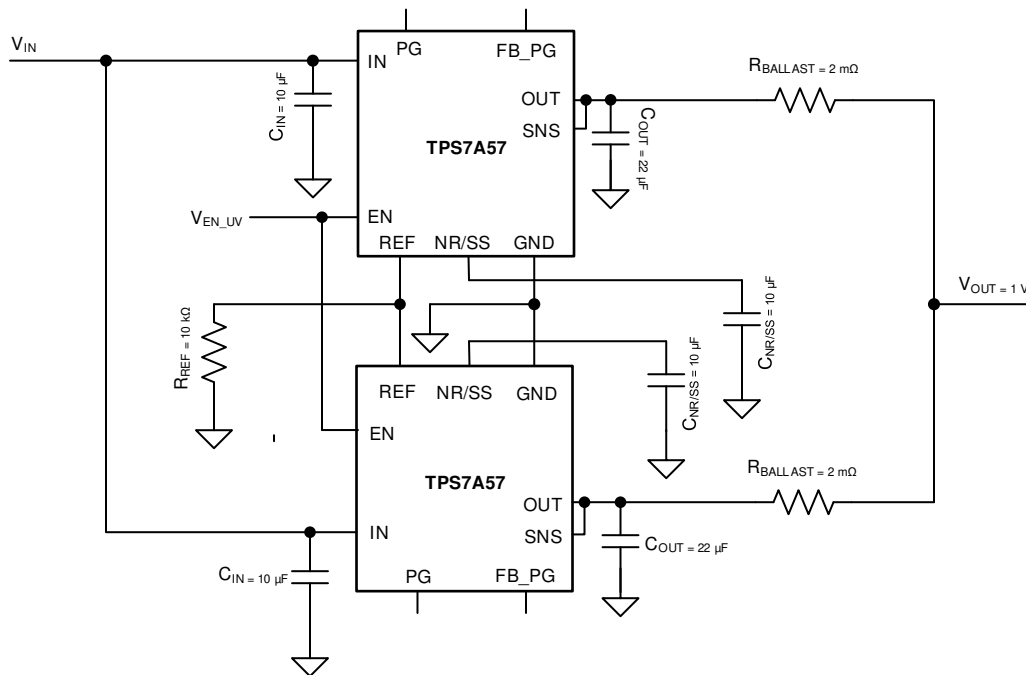 PG
FB_PG
VIN
IN
CIN = 10 µF
RBALLAST = 2 mΩ
OUT
SNS
COUT = 22 µF
TPS7A57
VEN_UV
EN
REF
NR/SS
GND
VOUT = 1 V
CNR/SS = 10 µF
RREF = 10 kΩ
CNR/SS = 10 µF
REF
NR/SS
GND
EN
TPS7A57
RBALLAST = 2 mΩ
OUT
SNS
IN
COUT = 22 µF
CIN = 10 µF
PG
FB_PG